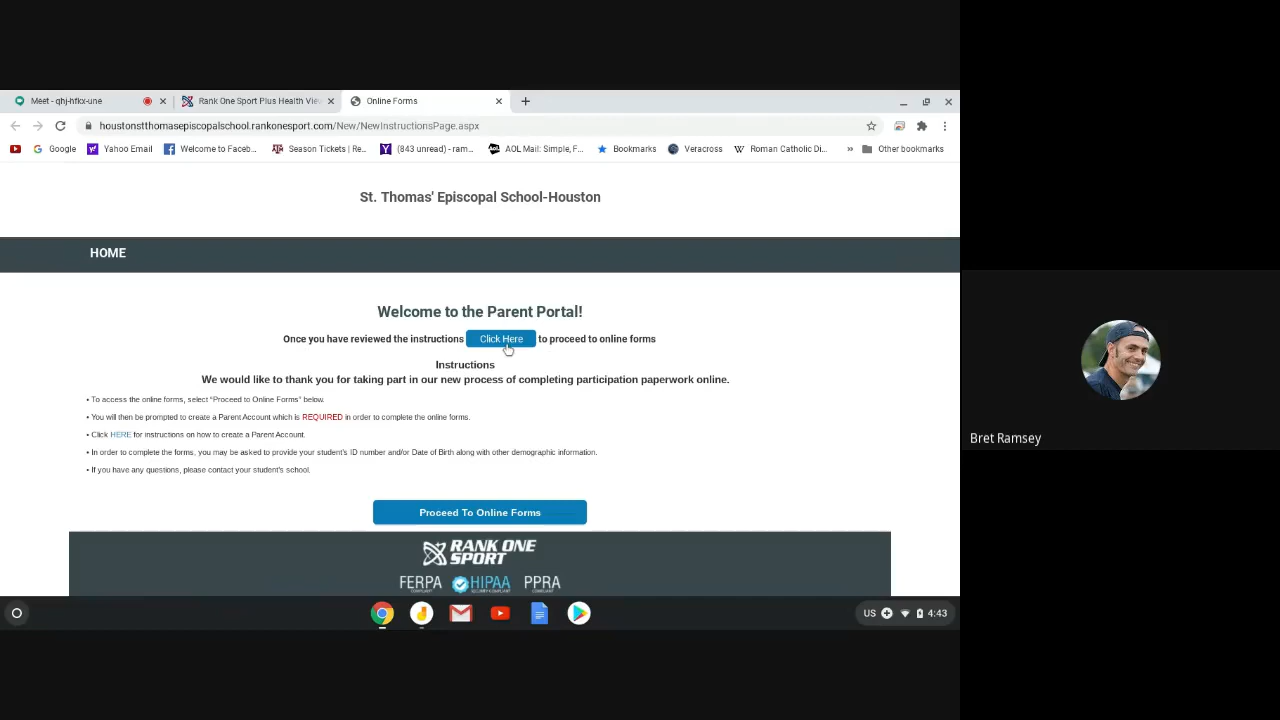 Meet - qhj-hfkx-une
Rank One Sport Plus Health View
Online Forms
houstonstthomasepiscopalschool.rankonesport.com/New/NewInstructionsPage.aspx
Google
Yahoo Email
Welcome to Faceb...
Season Tickets | Re...
(843 unread) - ram...
AOL Mail: Simple, F...
Bookmarks
Veracross
Roman Catholic Di...
» Other bookmarks
St. Thomas' Episcopal School-Houston
HOME
Welcome to the Parent Portal!
Once you have reviewed the instructions Click Here to proceed to online forms
Instructions
We would like to thank you for taking part in our new process of completing participation paperwork online.
• To access the online forms, select “Proceed to Online Forms” below.
• You will then be prompted to create a Parent Account which is REQUIRED in order to complete the online forms.
• Click HERE for instructions on how to create a Parent Account.
• In order to complete the forms, you may be asked to provide your student's ID number and/or Date of Birth along with other demographic information.
• If you have any questions, please contact your student's school.
Bret Ramsey
Proceed To Online Forms
RANK ONE
SPORT
FERPA HIPAA PPRA
US 4:43